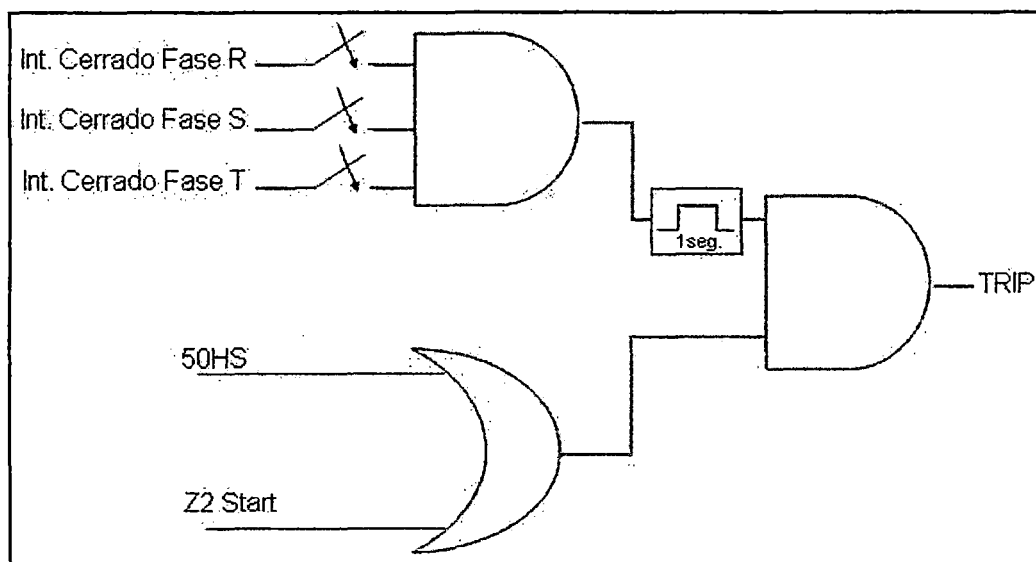 Int. Cerrado Fase R
Int. Cerrado Fase S
Int. Cerrado Fase T
1seg.
TRIP
50HS
Z2 Start